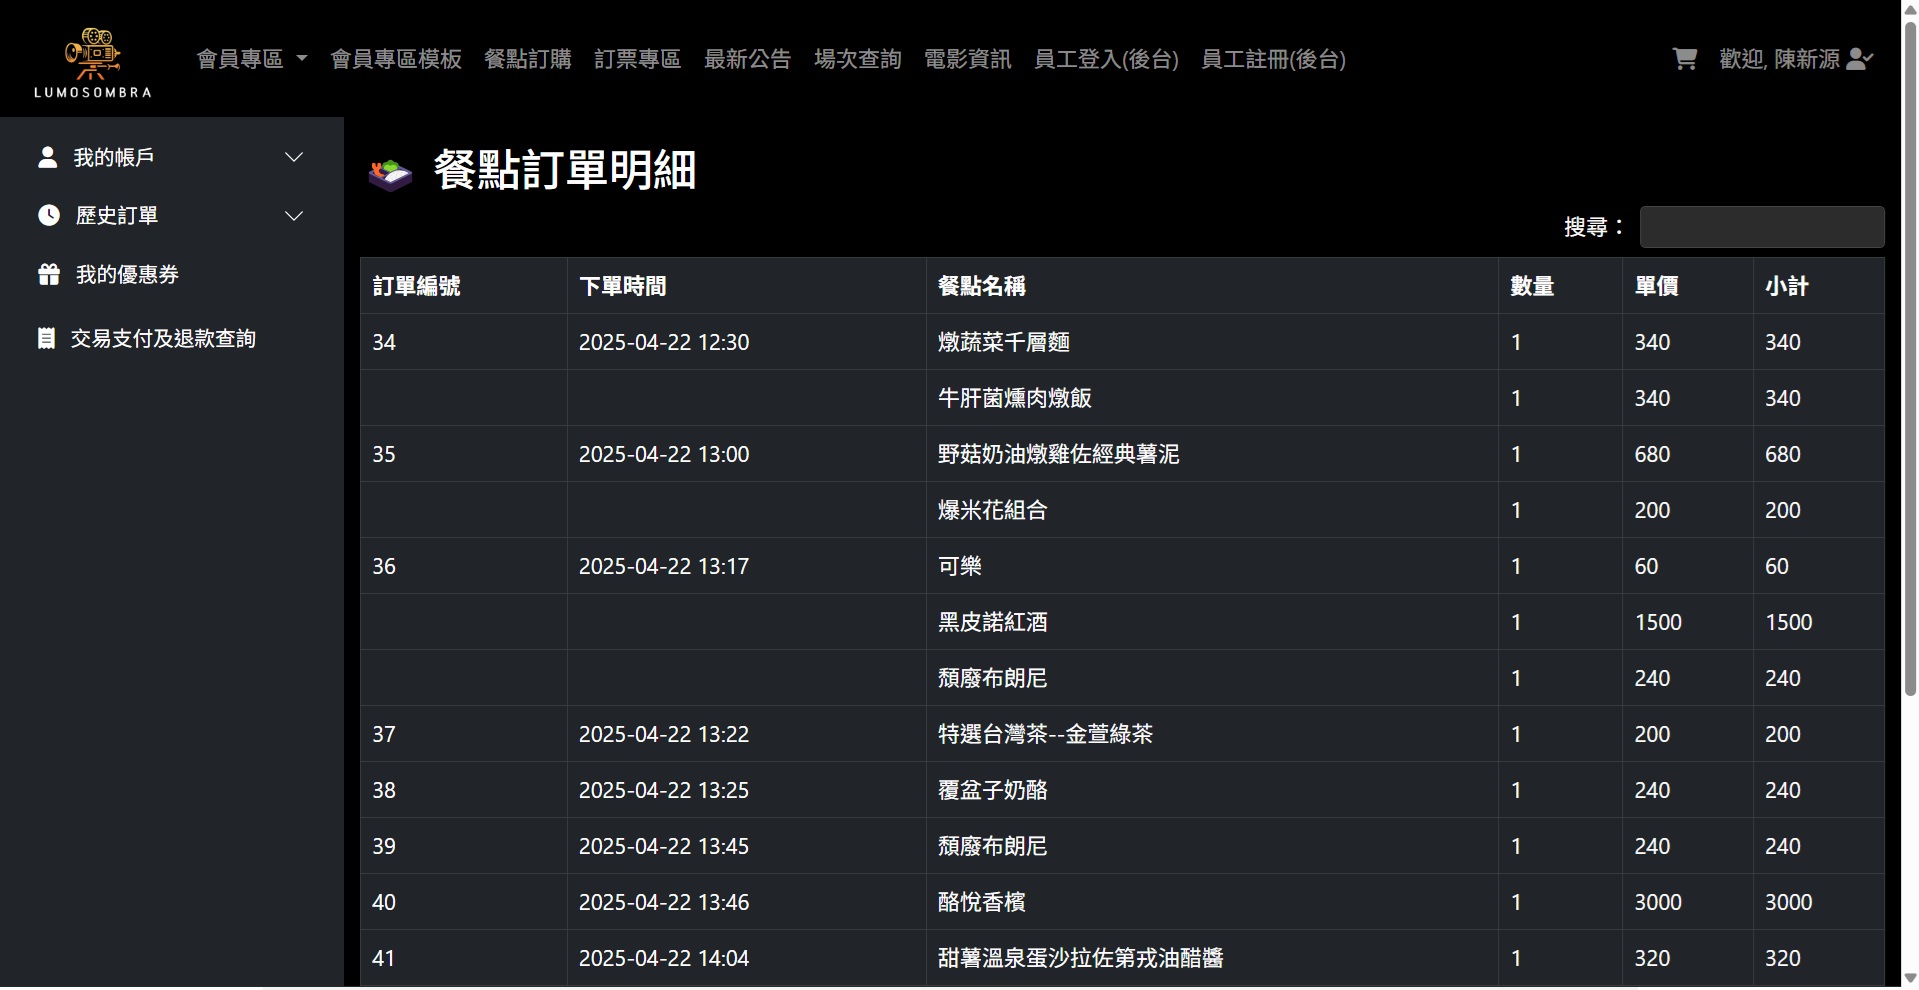 LUMOSOMBRA
會員專區 會員專區模板 餐點訂購 訂票專區 最新公告 場次查詢 電影資訊 員工登入(後台) 員工註冊(後台) 歡迎, 陳新源
我的帳戶
歷史訂單
我的優惠券
交易支付及退款查詢
餐點訂單明細
搜尋：
訂單編號 下單時間 餐點名稱 數量 單價 小計
34 2025-04-22 12:30 燉蔬菜千層麵 1 340 340
牛肝菌燻肉燉飯 1 340 340
35 2025-04-22 13:00 野菇奶油燉雞佐經典薯泥 1 680 680
爆米花組合 1 200 200
36 2025-04-22 13:17 可樂 1 60 60
黑皮諾紅酒 1 1500 1500
頹廢布朗尼 1 240 240
37 2025-04-22 13:22 特選台灣茶--金萱綠茶 1 200 200
38 2025-04-22 13:25 覆盆子奶酪 1 240 240
39 2025-04-22 13:45 頹廢布朗尼 1 240 240
40 2025-04-22 13:46 酩悅香檳 1 3000 3000
41 2025-04-22 14:04 甜薯溫泉蛋沙拉佐第戎油醋醬 1 320 320